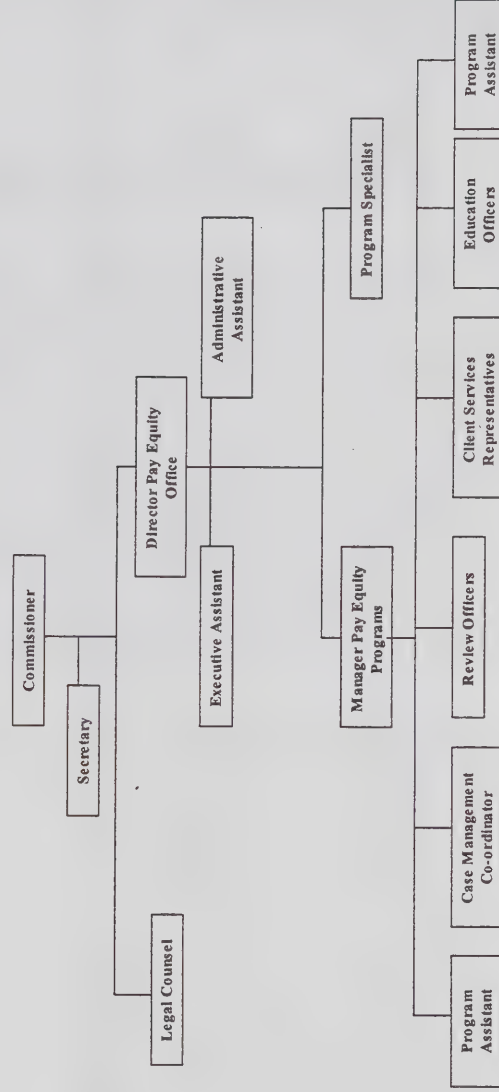 Commissioner
Secretary
Legal Counsel
Director Pay Equity
Office
Executive Assistant
Administrative
Assistant
Manager Pay Equity
Programs
Program Specialist
Program
Assistant
Case Management
Co-ordinator
Review Officers
Client Services
Representatives
Education
Officers
Program
Assistant